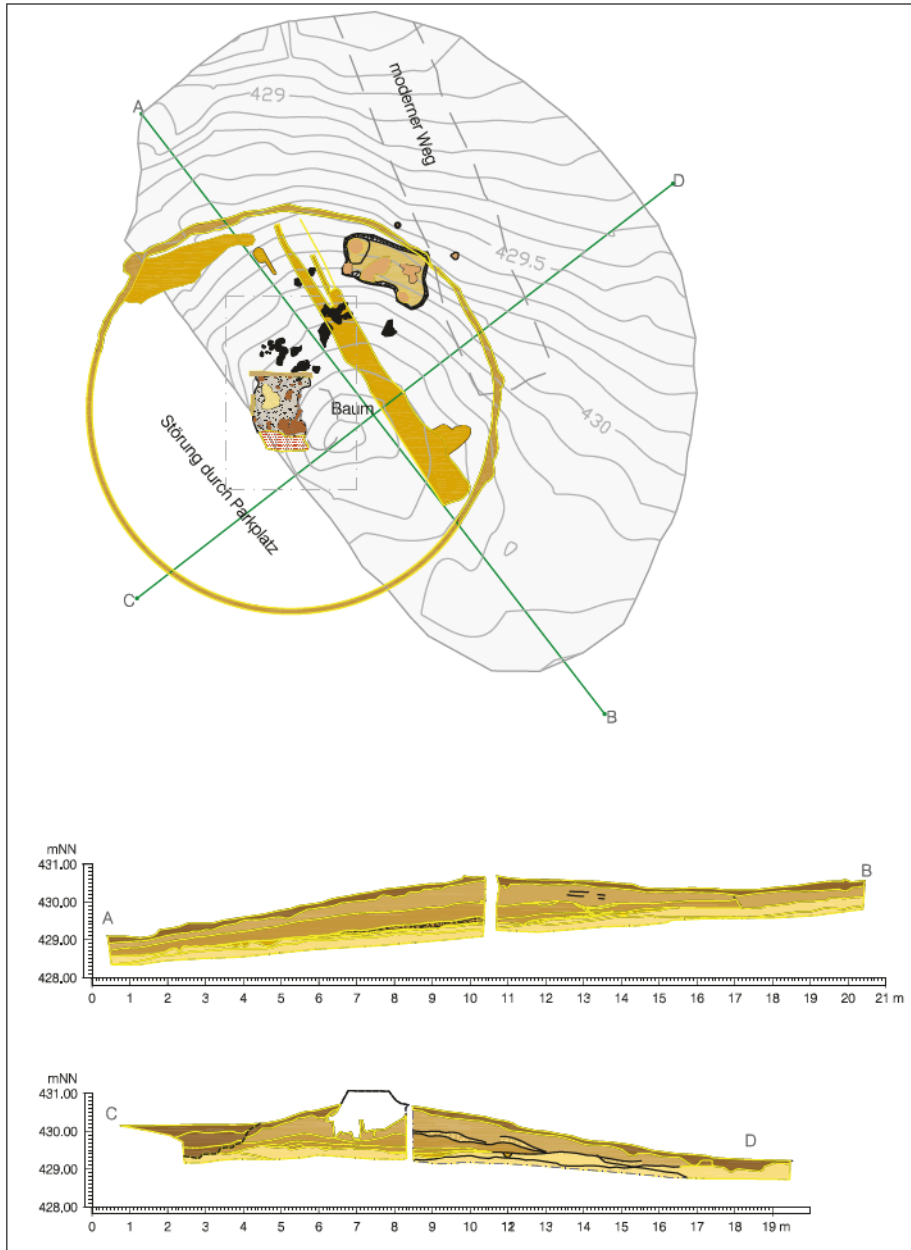 429
moderner Weg
A
D
429.5
430
Baum
Störung durch Parkplatz
C
B
mNN
431.00
430.00
429.00
428.00
A
B
0 1 2 3 4 5 6 7 8 9 10 11 12 13 14 15 16 17 18 19 20 21 m
mNN
431.00
430.00
429.00
428.00
C
D
0 1 2 3 4 5 6 7 8 9 10 11 12 13 14 15 16 17 18 19 m